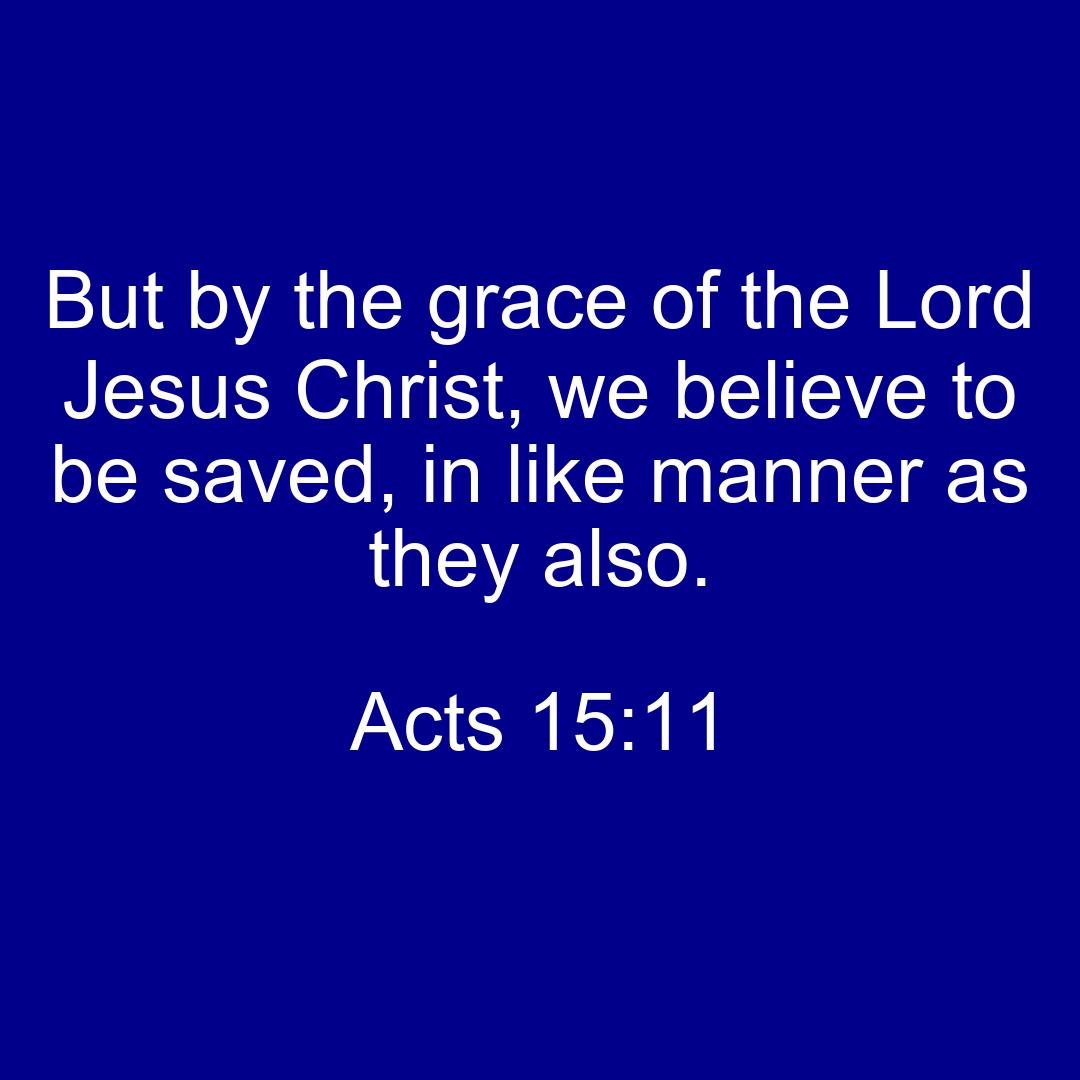 But by the grace of the Lord
Jesus Christ, we believe to
be saved, in like manner as
they also.
Acts 15:11